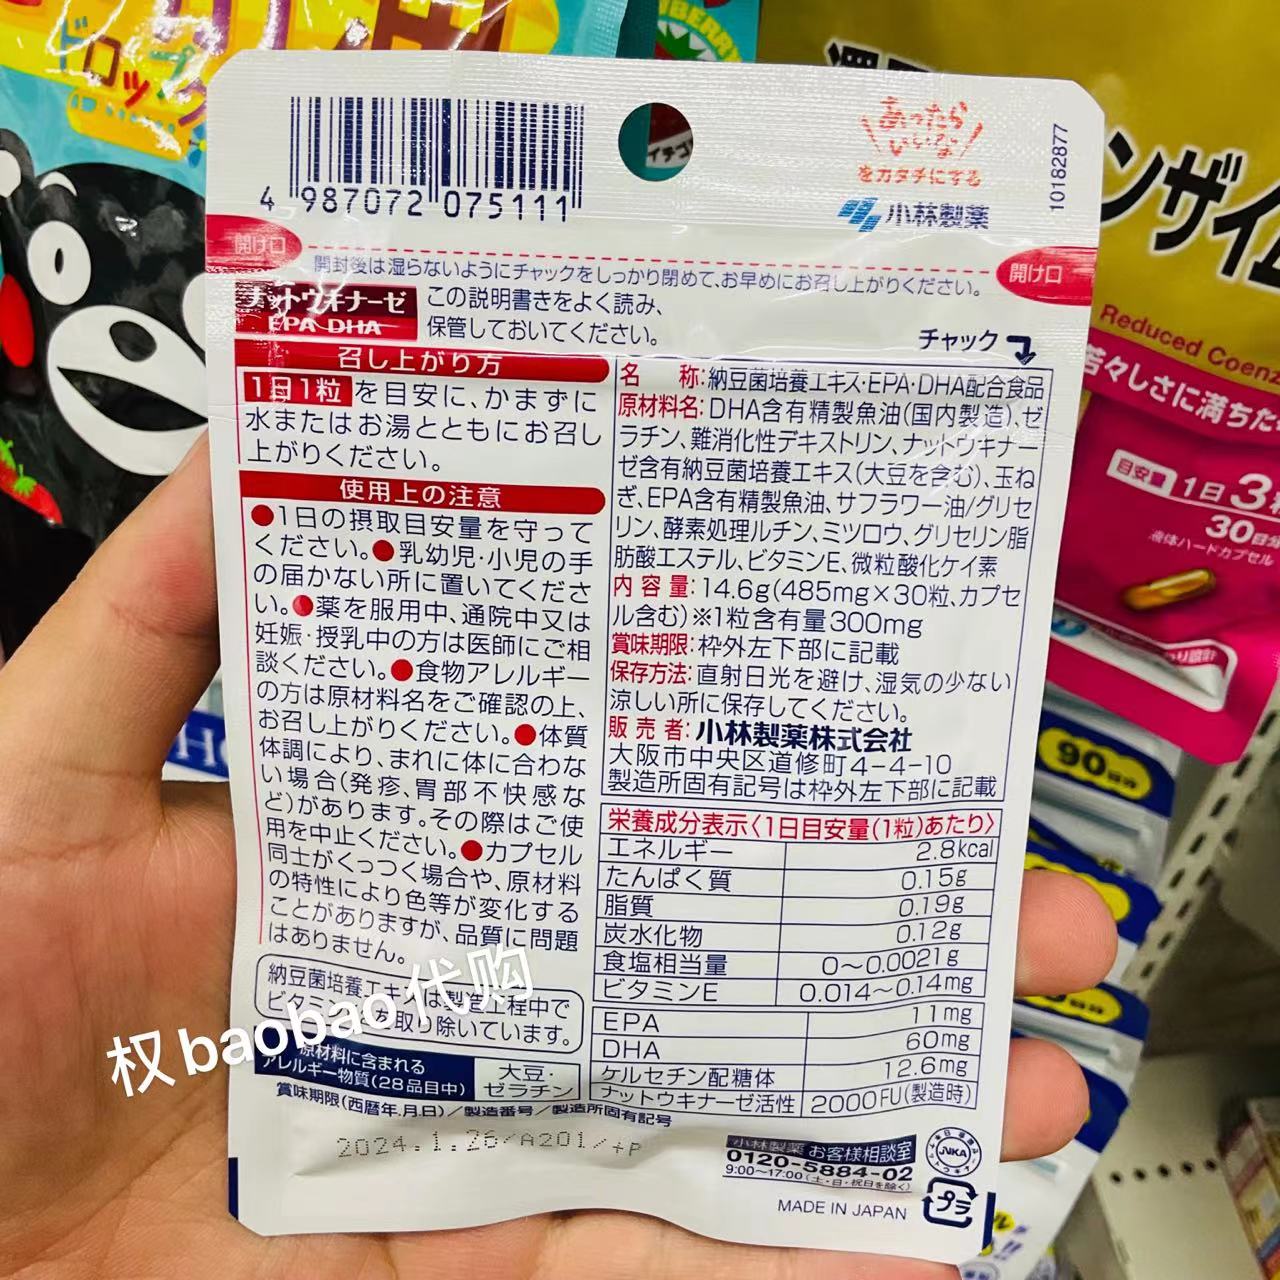 ドロップ
イチゴ
4 987072 075111
あったら
いいな
をカタチにする
小林製薬
10182877
開け口
開け口
開封後は湿らないようにチャックをしっかり閉めて、お早めにお召し上がりください。
ナットウキナーゼ
EPA DHA
この説明書きをよく読み、
保管しておいてください。
チャック
召し上がり方
1日1粒を目安に、かまずに
水またはお湯とともにお召し
上がりください。
使用上の注意
●1日の摂取目安量を守って
ください。●乳幼児・小児の手
の届かない所に置いてくださ
い。●薬を服用中、通院中又は
妊娠・授乳中の方は医師にご相
談ください。●食物アレルギー
の方は原材料名をご確認の上、
お召し上がりください。●体質
体調により、まれに体に合わな
い場合(発疹、胃部不快感な
ど)があります。その際はご使
用を中止ください。●カプセル
同士がくっつく場合や、原材料
の特性により色等が変化する
ことがありますが、品質に問題
はありません。
納豆菌培養エキスは製造工程中で
ビタミン を取り除いています。
原材料に含まれる
アレルギー物質(28品目中)
大豆・
ゼラチン
名 称:納豆菌培養エキス・EPA・DHA配合食品
原材料名:DHA含有精製魚油(国内製造)、ゼ
ラチン、難消化性デキストリン、ナットウキナー
ゼ含有納豆菌培養エキス(大豆を含む)、玉ね
ぎ、EPA含有精製魚油、サフラワー油/グリセ
リン、酵素処理ルチン、ミツロウ、グリセリン脂
肪酸エステル、ビタミンE、微粒酸化ケイ素
内容量:14.6g(485mg×30粒、カプセ
ル含む)※1粒含有量300mg
賞味期限:枠外左下部に記載
保存方法:直射日光を避け、湿気の少ない
涼しい所に保存してください。
販売者:小林製薬株式会社
大阪市中央区道修町4-4-10
製造所固有記号は枠外左下部に記載
栄養成分表示〈1日目安量(1粒)あたり〉
エネルギー 2.8kcal
たんぱく質 0.15g
脂質 0.19g
炭水化物 0.12g
食塩相当量 0～0.0021g
ビタミンE 0.014～0.14mg
EPA 11mg
DHA 60mg
ケルセチン配糖体 12.6mg
ナットウキナーゼ活性 2000FU(製造時)
賞味期限(西暦年.月日)/製造番号/製造所固有記号
2024.1.26/A201/+P
小林製薬 お客様相談室
0120-5884-02
9:00~17:00(土・日・祝日を除く)
JNKA
プラ
MADE IN JAPAN
权baobao代购
ンザイム
Reduced Coenz
若々しさに満ちた
目安量 1日3粒
30日分
液体ハードカプセル
90日分